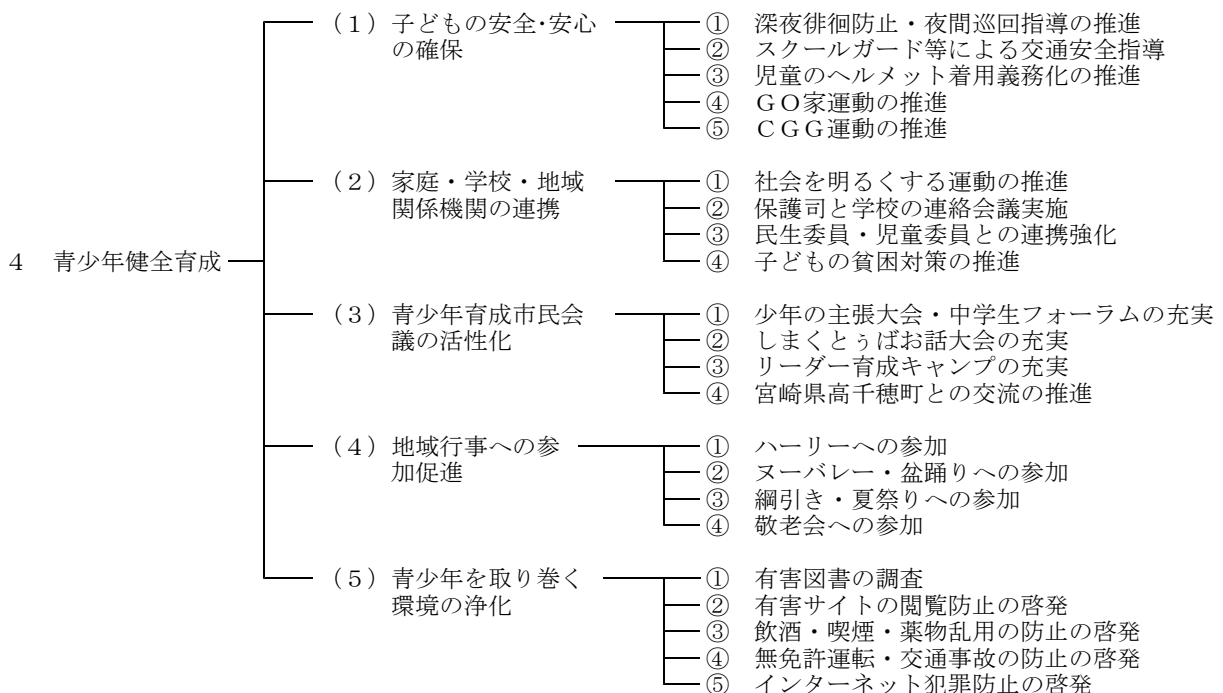 4 青少年健全育成
(1) 子どもの安全・安心
の確保
① 深夜徘徊防止・夜間巡回指導の推進
② スクールガード等による交通安全指導
③ 児童のヘルメット着用義務化の推進
④ GO家運動の推進
⑤ CGG運動の推進
(2) 家庭・学校・地域
関係機関の連携
① 社会を明るくする運動の推進
② 保護司と学校の連絡会議実施
③ 民生委員・児童委員との連携強化
④ 子どもの貧困対策の推進
(3) 青少年育成市民会
議の活性化
① 少年の主張大会・中学生フォーラムの充実
② しまくとぅばお話大会の充実
③ リーダー育成キャンプの充実
④ 宮崎県高千穂町との交流の推進
(4) 地域行事への参
加促進
① ハーリーへの参加
② ヌーバレー・盆踊りへの参加
③ 綱引き・夏祭りへの参加
④ 敬老会への参加
(5) 青少年を取り巻く
環境の浄化
① 有害図書の調査
② 有害サイトの閲覧防止の啓発
③ 飲酒・喫煙・薬物乱用の防止の啓発
④ 無免許運転・交通事故の防止の啓発
⑤ インターネット犯罪防止の啓発